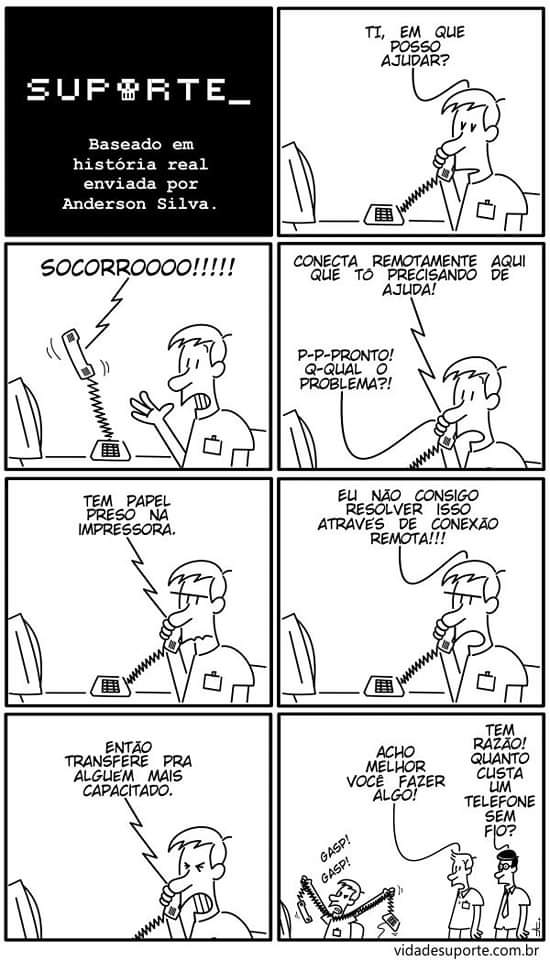 SUPORTE_
Baseado em
história real
enviada por
Anderson Silva.
TI, EM QUE
POSSO
AJUDAR?
SOCORROOOO!!!!!
CONECTA REMOTAMENTE AQUI
QUE TÔ PRECISANDO DE
AJUDA!
P-P-PRONTO!
Q-QUAL O
PROBLEMA?!
TEM PAPEL
PRESO NA
IMPRESSORA.
EU NÃO CONSIGO
RESOLVER ISSO
ATRAVÉS DE CONEXÃO
REMOTA!!!
ENTÃO
TRANSFERE PRA
ALGUEM MAIS
CAPACITADO.
GASP!
GASP!
ACHO
MELHOR
VOCÊ FAZER
ALGO!
TEM
RAZÃO!
QUANTO
CUSTA
UM
TELEFONE
SEM
FIO?
vidadesuporte.com.br